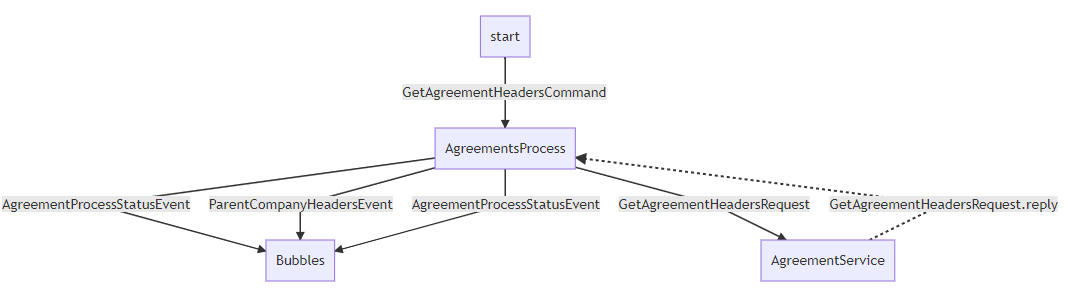 start
GetAgreementHeadersCommand
AgreementsProcess
AgreementProcessStatusEvent
ParentCompanyHeadersEvent
AgreementProcessStatusEvent
GetAgreementHeadersRequest
GetAgreementHeadersRequest.reply
Bubbles
AgreementService